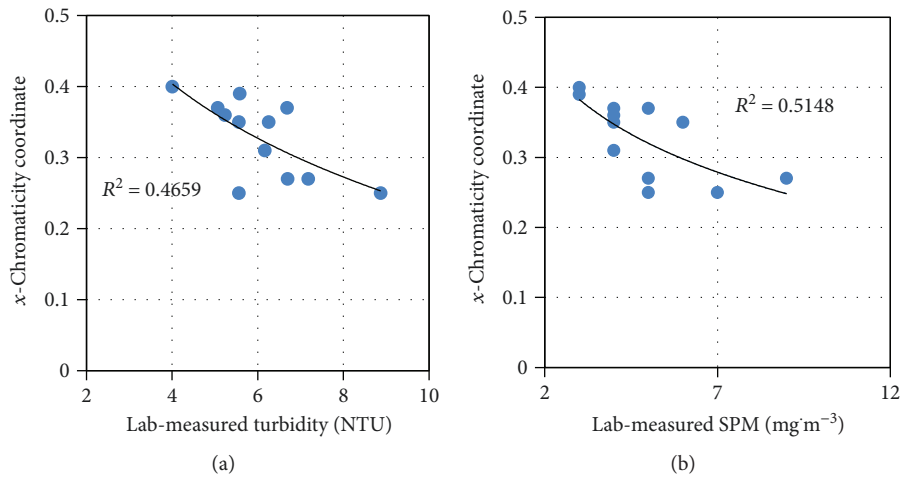 0.5
0.4
0.3
0.2
0.1
0
x-Chromaticity coordinate
R² = 0.4659
2 4 6 8 10
Lab-measured turbidity (NTU)
(a)
0.5
0.4
0.3
0.2
0.1
0
x-Chromaticity coordinate
R² = 0.5148
2 7 12
Lab-measured SPM (mg·m⁻³)
(b)